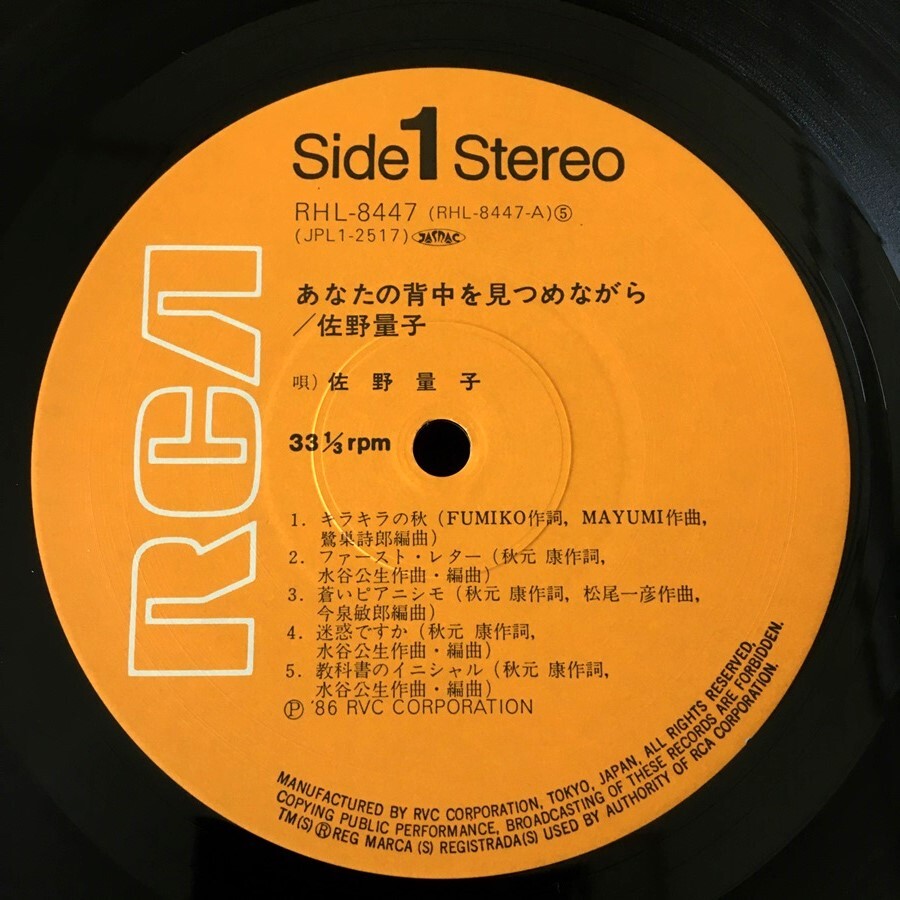 Side 1 Stereo
RHL-8447 (RHL-8447-A)⑤
(JPL1-2517) JASRAC
あなたの背中を見つめながら
／佐野量子
唄) 佐野量子
33 1/3 rpm
RCA
1. キラキラの秋 (FUMIKO作詞, MAYUMI作曲,
鷺巣詩郎編曲)
2. ファースト・レター (秋元 康作詞,
水谷公生作曲・編曲)
3. 蒼いピアニシモ (秋元 康作詞, 松尾一彦作曲,
今泉敏郎編曲)
4. 迷惑ですか (秋元 康作詞,
水谷公生作曲・編曲)
5. 教科書のイニシャル (秋元 康作詞,
水谷公生作曲・編曲)
Ⓟ '86 RVC CORPORATION
MANUFACTURED BY RVC CORPORATION, TOKYO, JAPAN, ALL RIGHTS RESERVED,
COPYING PUBLIC PERFORMANCE, BROADCASTING OF THESE RECORDS ARE FORBIDDEN.
TM(S) ® REG MARCA (S) REGISTRADA(S) USED BY AUTHORITY OF RCA CORPORATION.